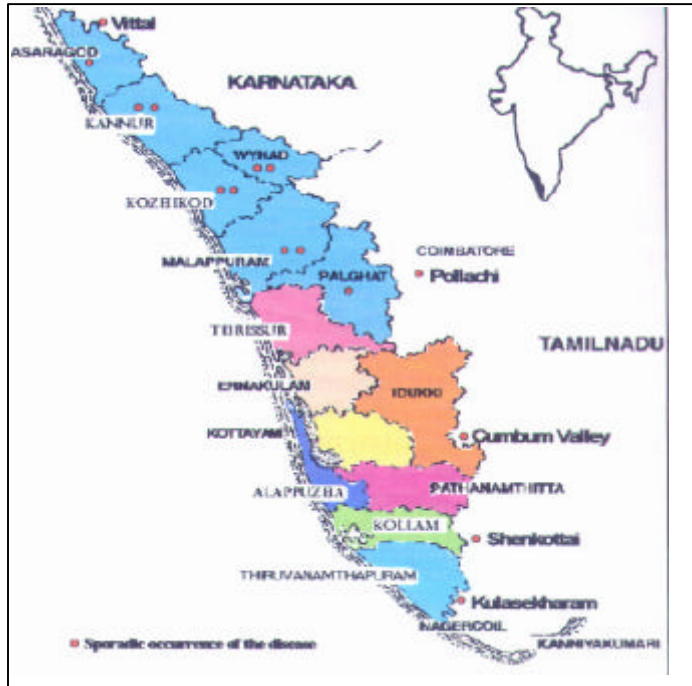 Vittal
ASARAGOD
KARNATAKA
KANNUR
WYNAD
KOZHIKOD
COIMBATORE
MALAPPURAM
PALGHAT
Pollachi
TAMILNADU
ERNAKULAM
IDUKKI
KOTTAYAM
Cumbum Valley
ALAPPUZHA
PATHANAMTHITTA
KOLLAM
Shenkottai
THIRUVANAMTHAPURAM
Kulasekharam
NAGERCOIL
KANNIYAKUMARI
Sporadic occurrence of the disease